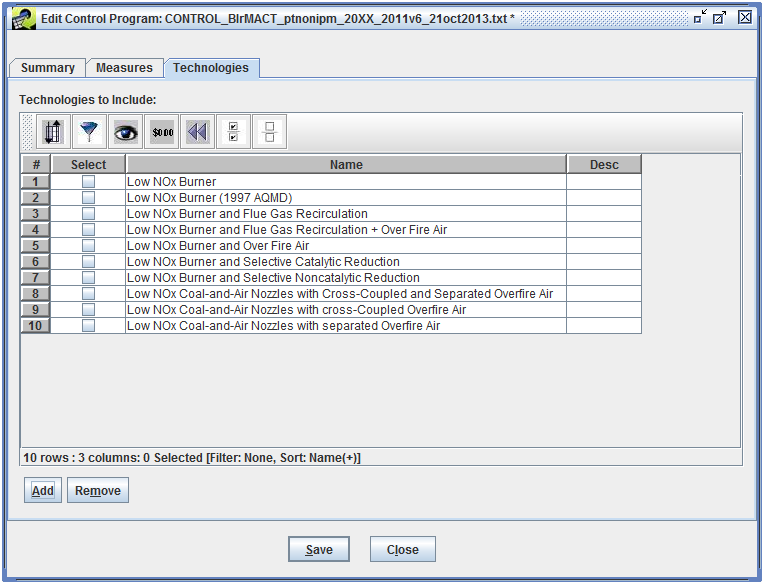 Edit Control Program: CONTROL_BlrMACT_ptnonipm_20XX_2011v6_21oct2013.txt *
Summary Measures Technologies
Technologies to Include:
$0.00
# Select Name Desc
1 Low NOx Burner
2 Low NOx Burner (1997 AQMD)
3 Low NOx Burner and Flue Gas Recirculation
4 Low NOx Burner and Flue Gas Recirculation + Over Fire Air
5 Low NOx Burner and Over Fire Air
6 Low NOx Burner and Selective Catalytic Reduction
7 Low NOx Burner and Selective Noncatalytic Reduction
8 Low NOx Coal-and-Air Nozzles with Cross-Coupled and Separated Overfire Air
9 Low NOx Coal-and-Air Nozzles with cross-Coupled Overfire Air
10 Low NOx Coal-and-Air Nozzles with separated Overfire Air
10 rows : 3 columns: 0 Selected [Filter: None, Sort: Name(+)]
Add Remove
Save Close